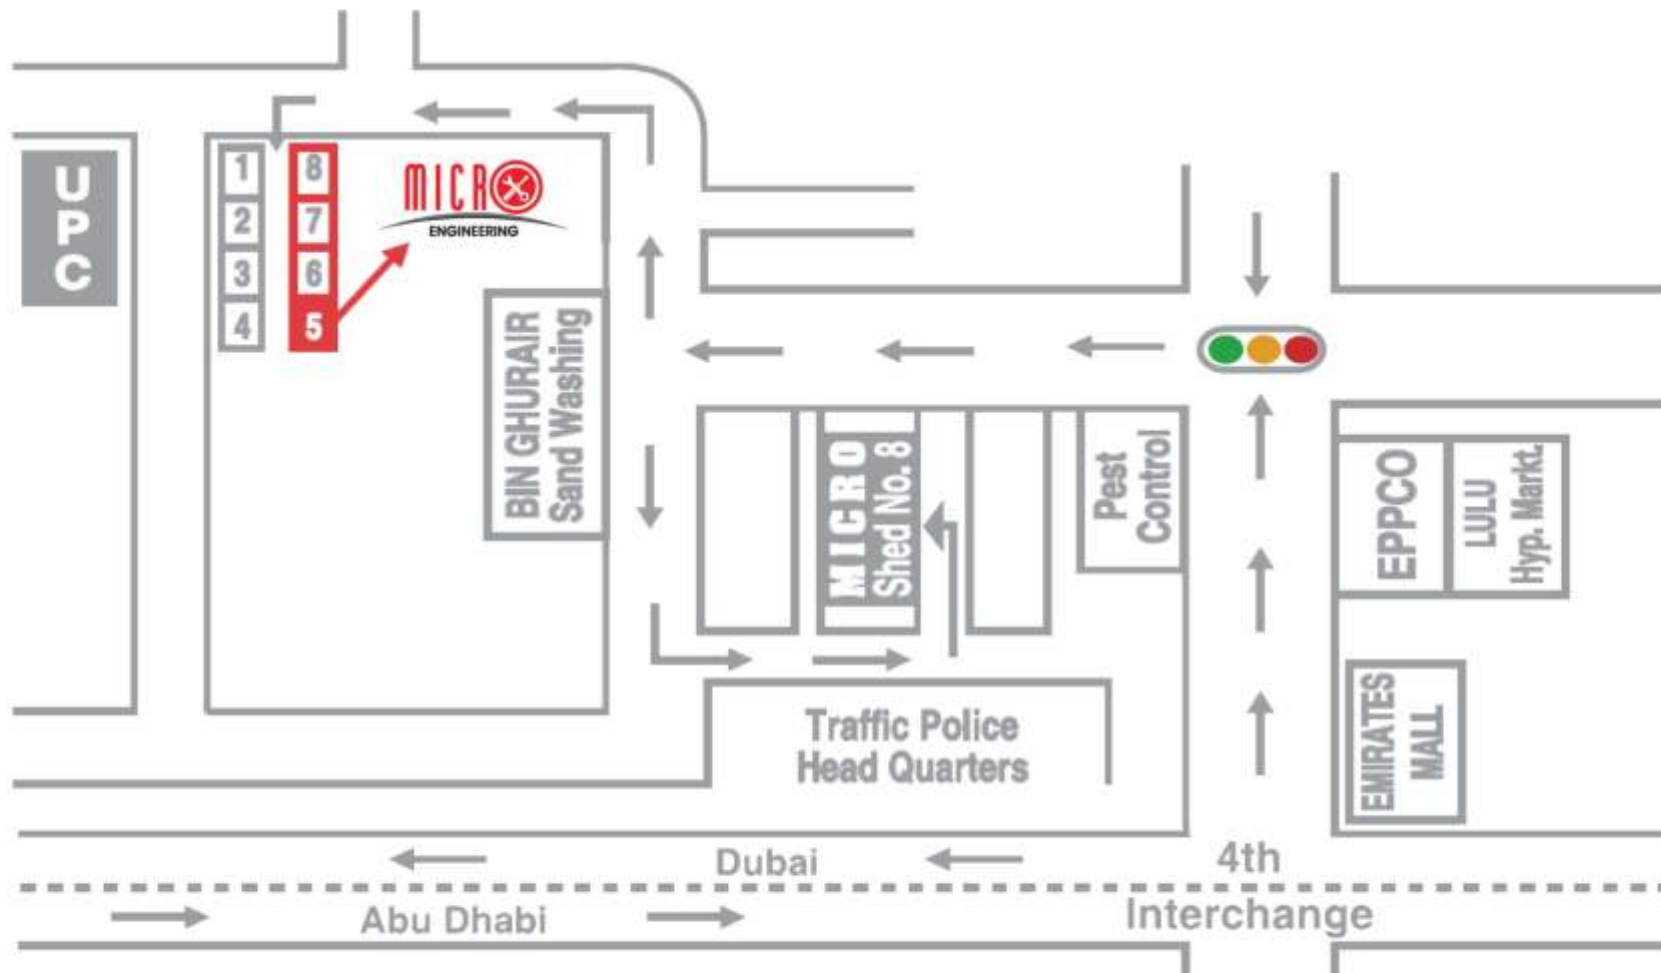 UPC
1
2
3
4
8
7
6
5
MICRO
ENGINEERING
BIN GHURAIR
Sand Washing
MICRO
Shed No. 8
Pest
Control
EPPCO
LULU
Hyp. Markt.
EMIRATES
MALL
Traffic Police
Head Quarters
Dubai
4th
Abu Dhabi
Interchange